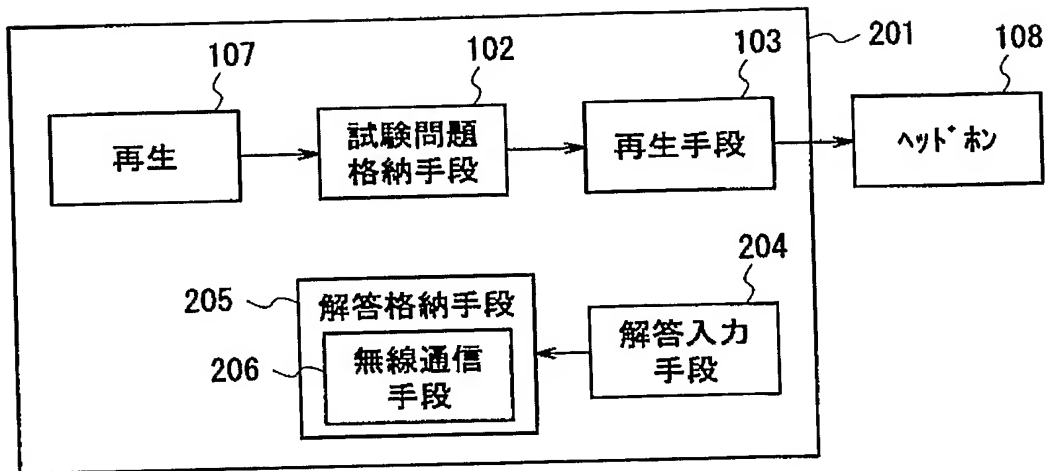 201
107
102
103
108
再生
試験問題
格納手段
再生手段
ヘッドホン
204
205
解答格納手段
206
無線通信
手段
解答入力
手段